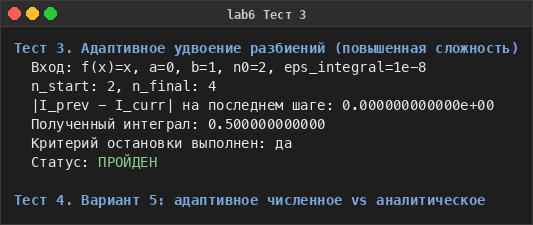 lab6 Тест 3
Тест 3. Адаптивное удвоение разбиений (повышенная сложность)
Вход: f(x)=x, a=0, b=1, n0=2, eps_integral=1e-8
n_start: 2, n_final: 4
|I_prev − I_curr| на последнем шаге: 0.000000000000e+00
Полученный интеграл: 0.500000000000
Критерий остановки выполнен: да
Статус: ПРОЙДЕН
Тест 4. Вариант 5: адаптивное численное vs аналитическое